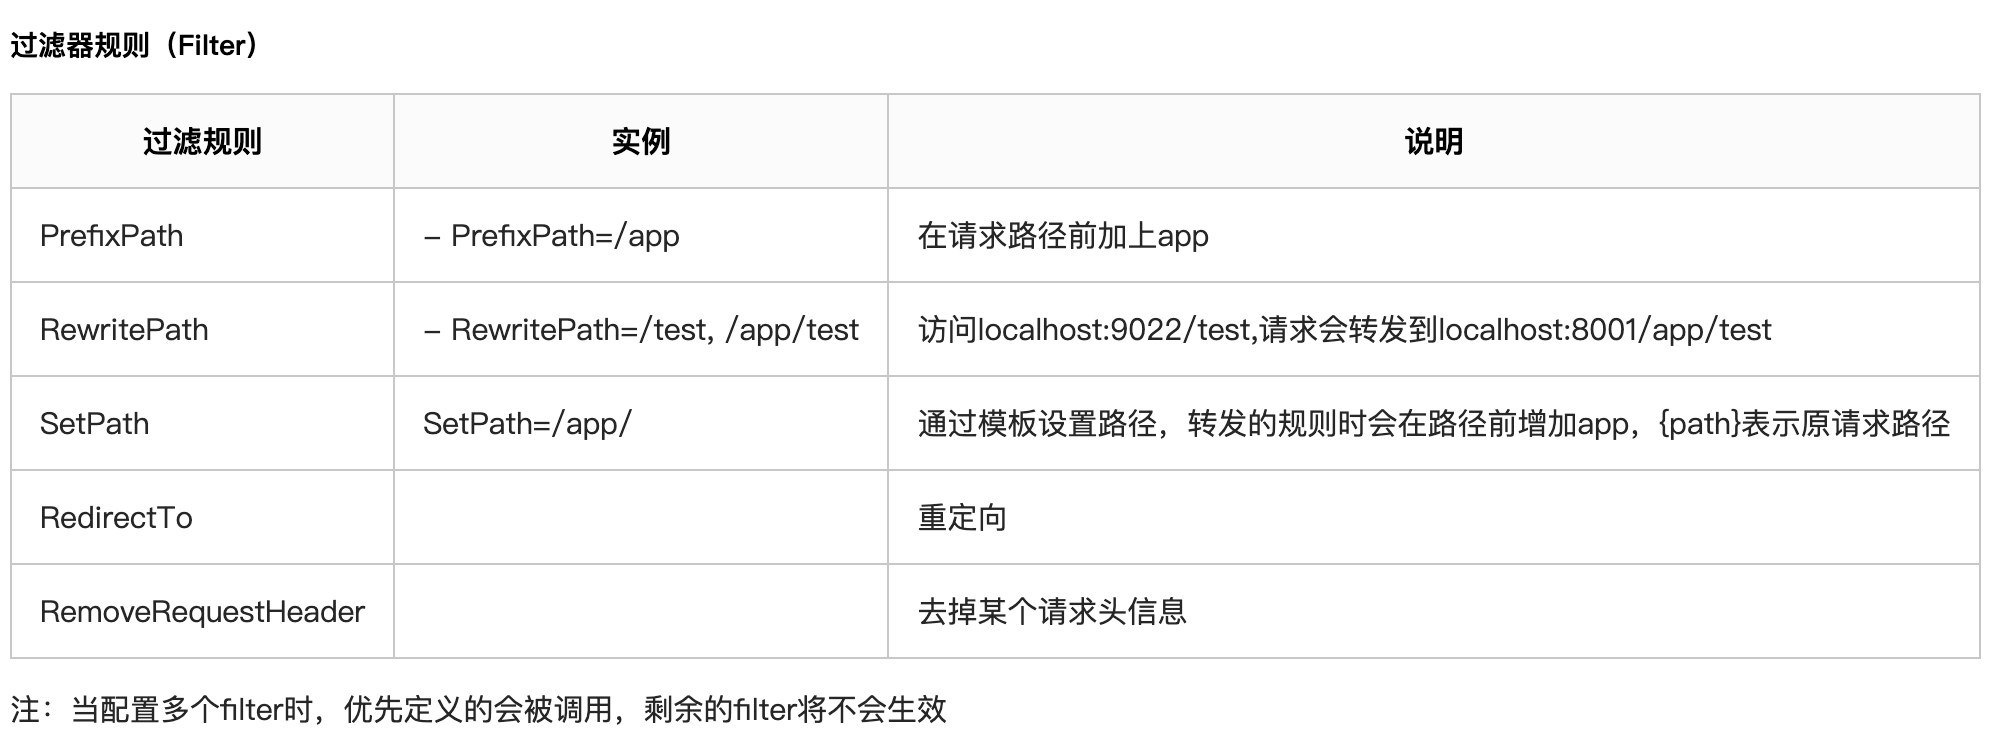 过滤器规则（Filter）
过滤规则 实例 说明
PrefixPath – PrefixPath=/app 在请求路径前加上app
RewritePath – RewritePath=/test, /app/test 访问localhost:9022/test,请求会转发到localhost:8001/app/test
SetPath SetPath=/app/ 通过模板设置路径，转发的规则时会在路径前增加app，{path}表示原请求路径
RedirectTo 重定向
RemoveRequestHeader 去掉某个请求头信息
注：当配置多个filter时，优先定义的会被调用，剩余的filter将不会生效